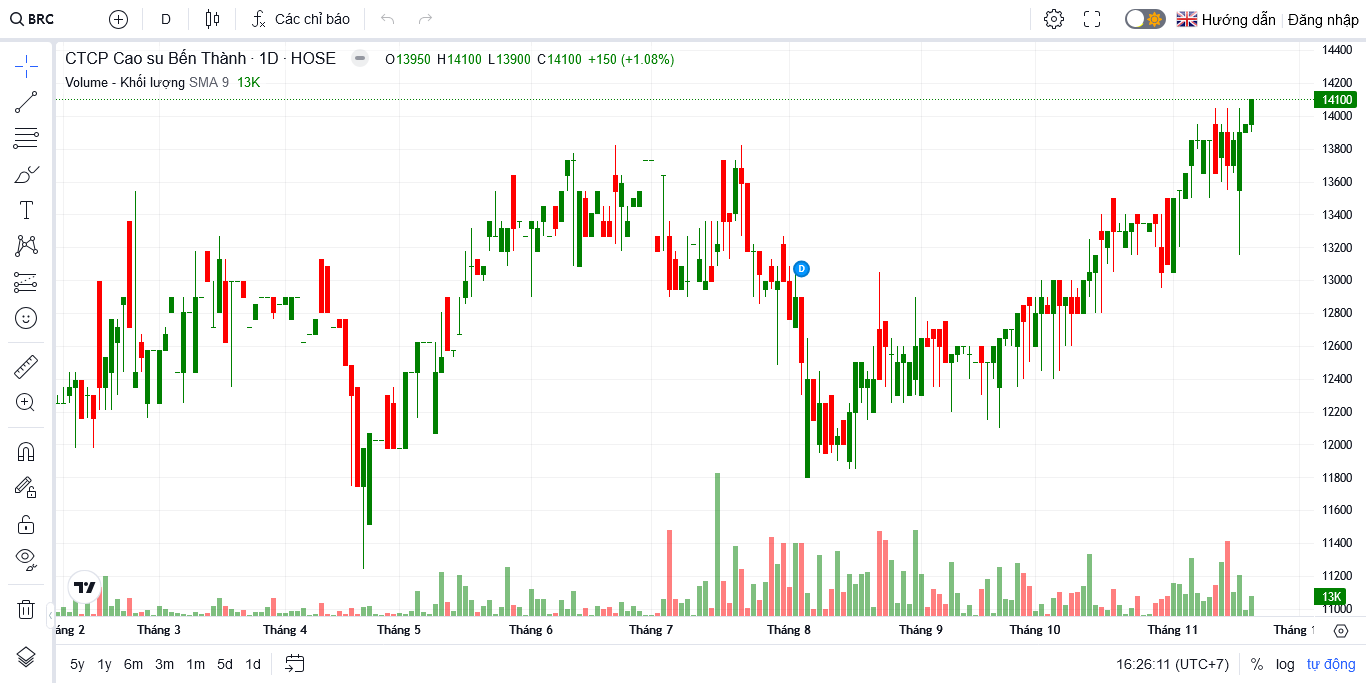 BRC D Các chỉ báo Hướng dẫn Đăng nhập
CTCP Cao su Bến Thành · 1D · HOSE O13950 H14100 L13900 C14100 +150 (+1.08%)
Volume - Khối lượng SMA 9 13K
14400
14200
14100
14000
13800
13600
13400
13200
D
13000
12800
12600
12400
12200
12000
11800
11600
11400
11200
13K
11000
áng 2 Tháng 3 Tháng 4 Tháng 5 Tháng 6 Tháng 7 Tháng 8 Tháng 9 Tháng 10 Tháng 11 Tháng 1
5y 1y 6m 3m 1m 5d 1d 16:26:11 (UTC+7) % log tự động